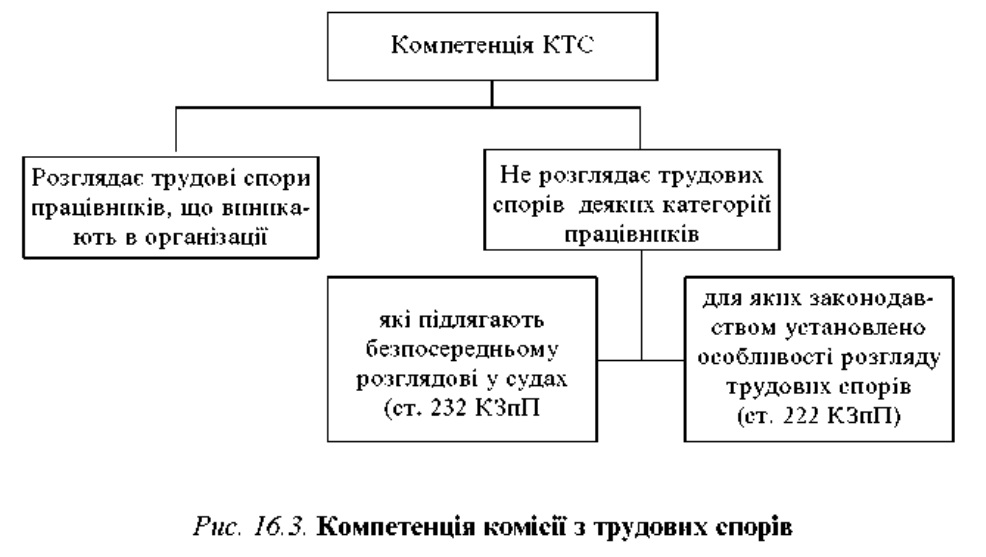 Компетенція КТС
Розглядає трудові спори
працівників, що виника-
ють в організації
Не розглядає трудових
спорів деяких категорій
працівників
які підлягають
безпосередньому
розглядові у судах
(ст. 232 КЗпП
для яких законодав-
ством установлено
особливості розгляду
трудових спорів
(ст. 222 КЗпП)
Рис. 16.3. Компетенція комісії з трудових спорів